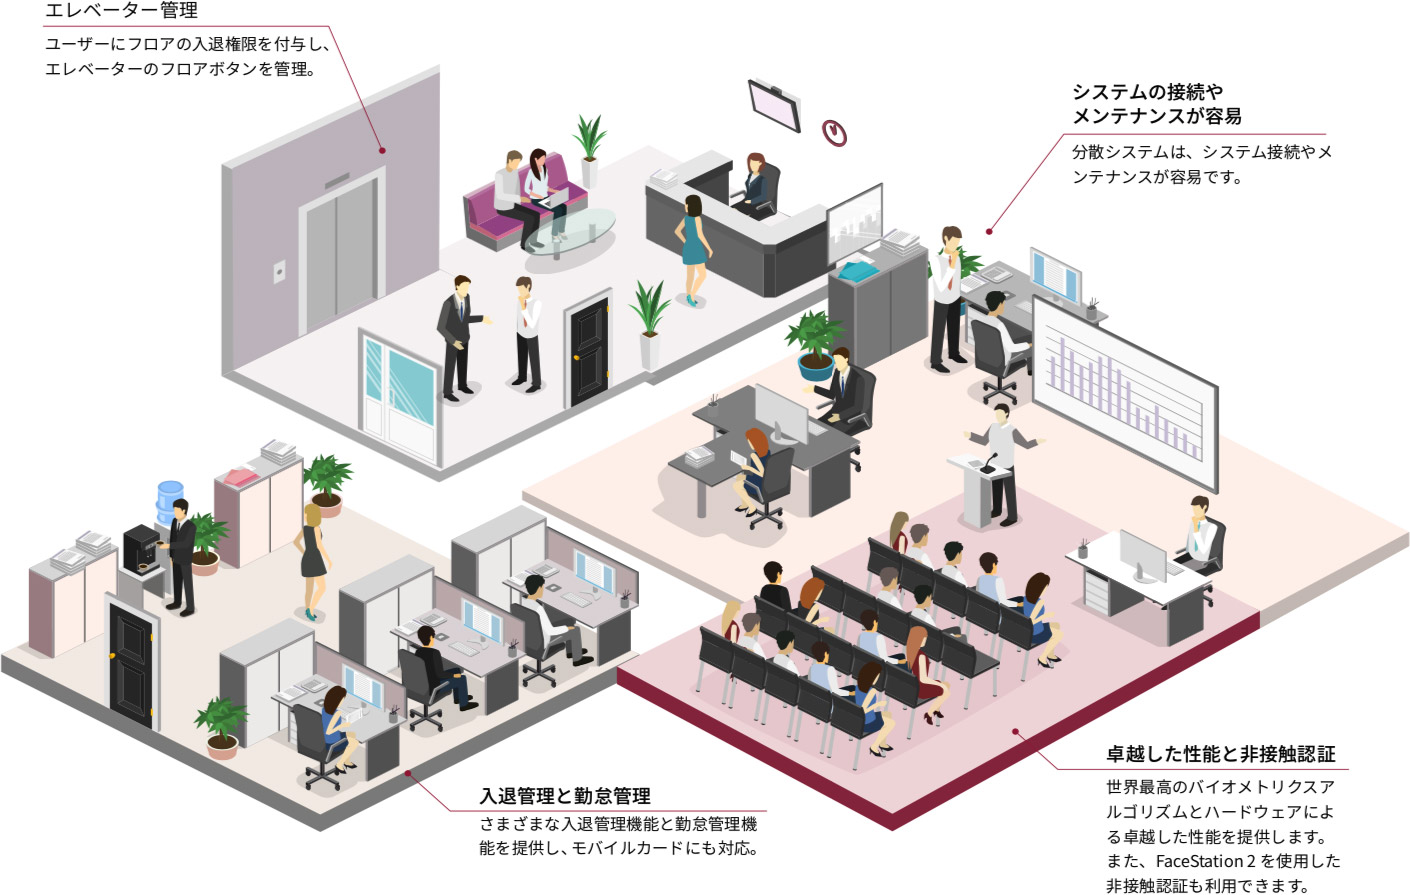 エレベーター管理
ユーザーにフロアの入退権限を付与し、
エレベーターのフロアボタンを管理。
システムの接続や
メンテナンスが容易
分散システムは、システム接続やメ
ンテナンスが容易です。
入退管理と勤怠管理
さまざまな入退管理機能と勤怠管理機
能を提供し、モバイルカードにも対応。
卓越した性能と非接触認証
世界最高のバイオメトリクスア
ルゴリズムとハードウェアによ
る卓越した性能を提供します。
また、FaceStation 2 を使用した
非接触認証も利用できます。